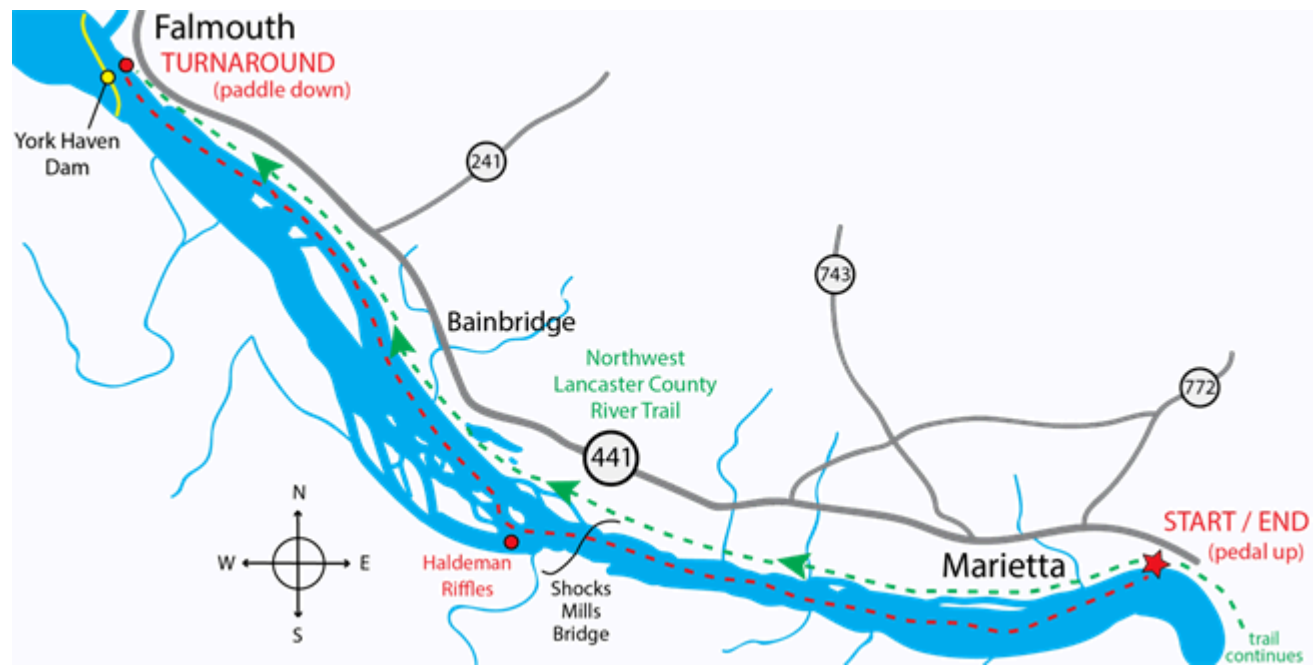 Falmouth
TURNAROUND
(paddle down)
York Haven
Dam
241
743
Bainbridge
Northwest
Lancaster County
River Trail
772
441
N
W
E
S
START / END
(pedal up)
Marietta
Haldeman
Riffles
Shocks
Mills
Bridge
trail
continues